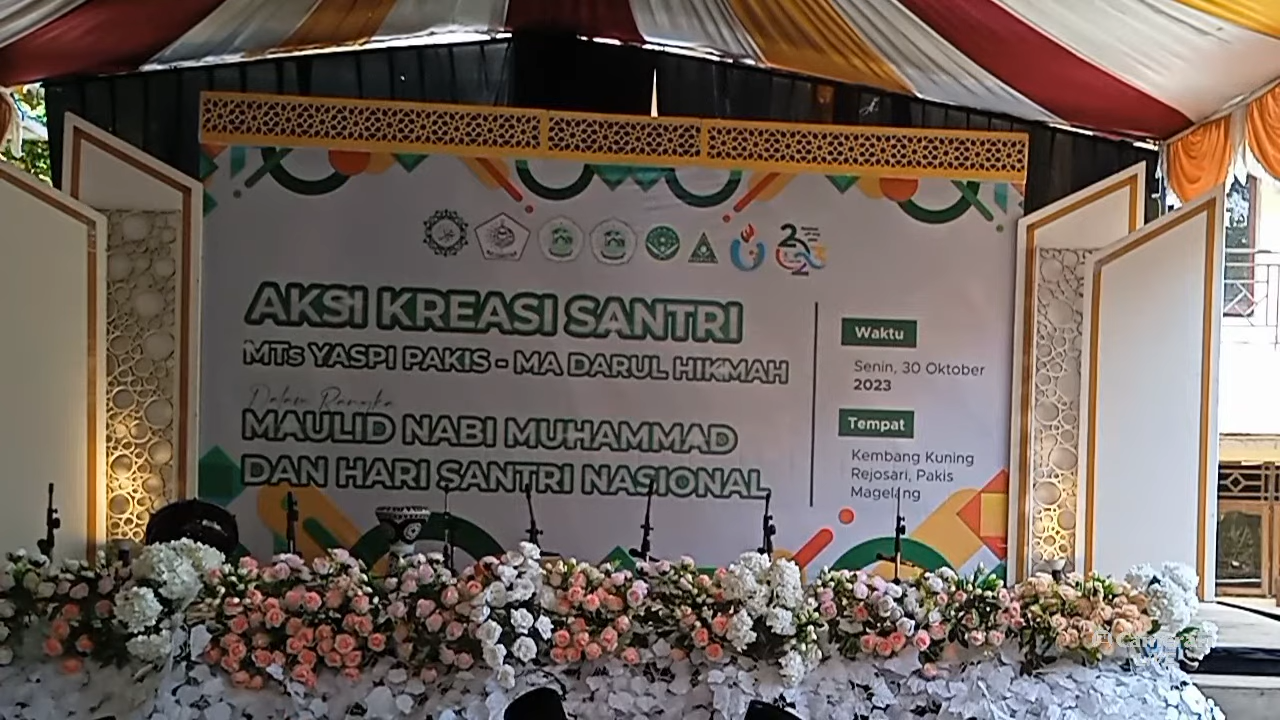 AKSI KREASI SANTRI
MTs YASPI PAKIS - MA DARUL HIKMAH
Dalam Rangka
MAULID NABI MUHAMMAD
DAN HARI SANTRI NASIONAL
Waktu
Senin, 30 Oktober
2023
Tempat
Kembang Kuning
Rejosari, Pakis
Magelang